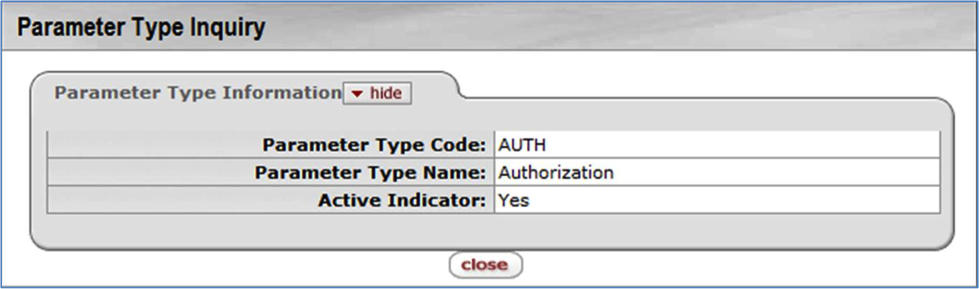 Parameter Type Inquiry
Parameter Type Information hide
Parameter Type Code: AUTH
Parameter Type Name: Authorization
Active Indicator: Yes
close